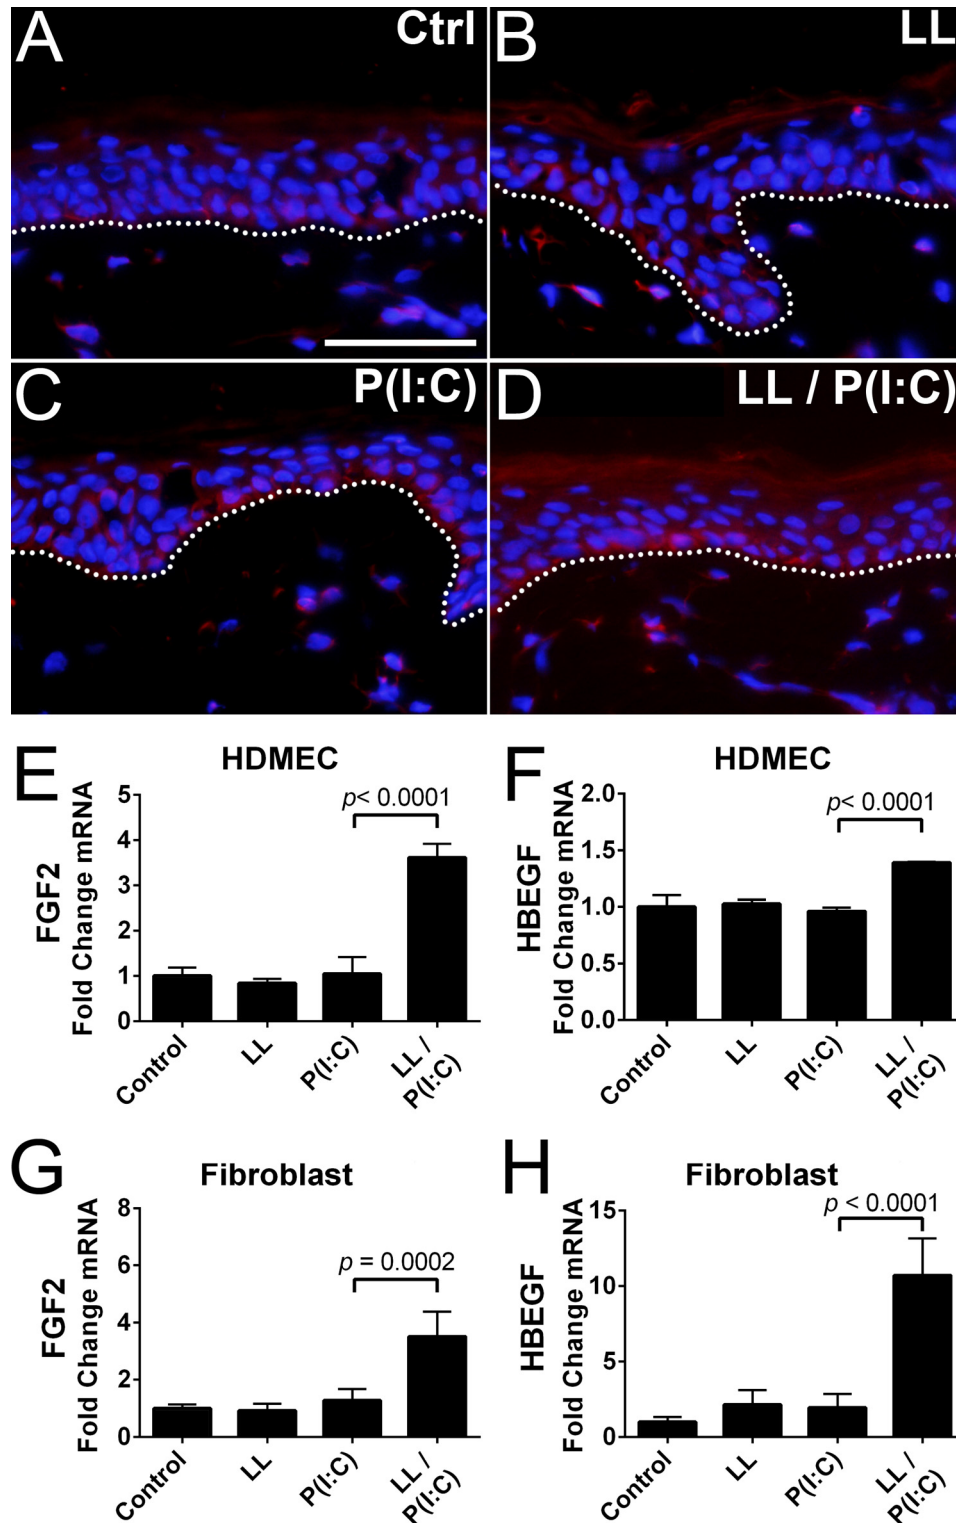 A
Ctrl
B
LL
C
P(I:C)
D
LL / P(I:C)
E
HDMEC
FGF2
Fold Change mRNA
5
4
3
2
1
0
p< 0.0001
Control
LL
P(I:C)
LL /
P(I:C)
F
HDMEC
HBEGF
Fold Change mRNA
2.0
1.5
1.0
0.5
0.0
p< 0.0001
Control
LL
P(I:C)
LL /
P(I:C)
G
Fibroblast
FGF2
Fold Change mRNA
8
6
4
2
0
p = 0.0002
Control
LL
P(I:C)
LL /
P(I:C)
H
Fibroblast
HBEGF
Fold Change mRNA
15
10
5
0
p < 0.0001
Control
LL
P(I:C)
LL /
P(I:C)